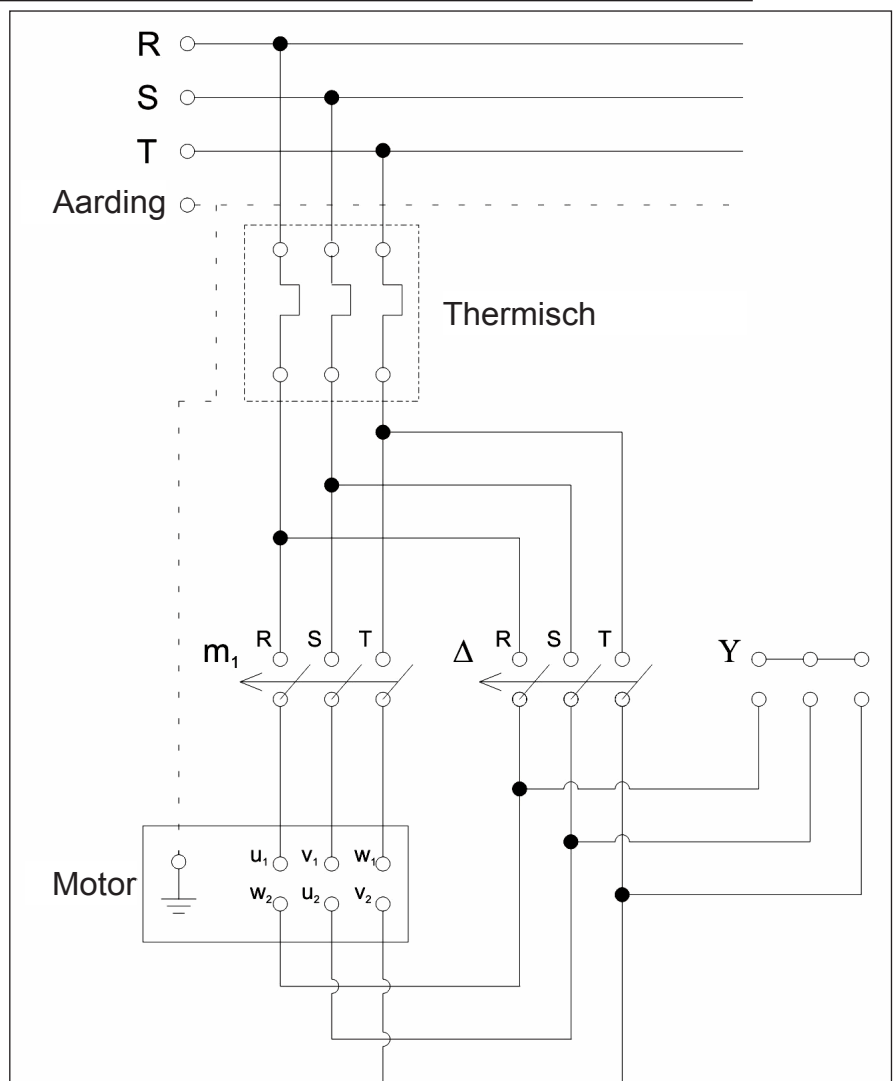 R
S
T
Aarding
Thermisch
m₁ R S T Δ R S T Y
u₁ v₁ w₁
Motor
w₂ u₂ v₂